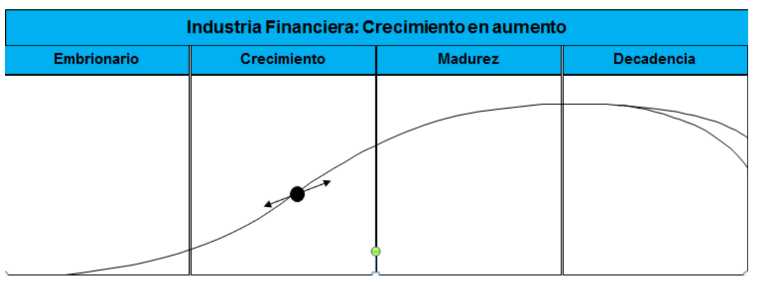 Industria Financiera: Crecimiento en aumento
Embrionario Crecimiento Madurez Decadencia